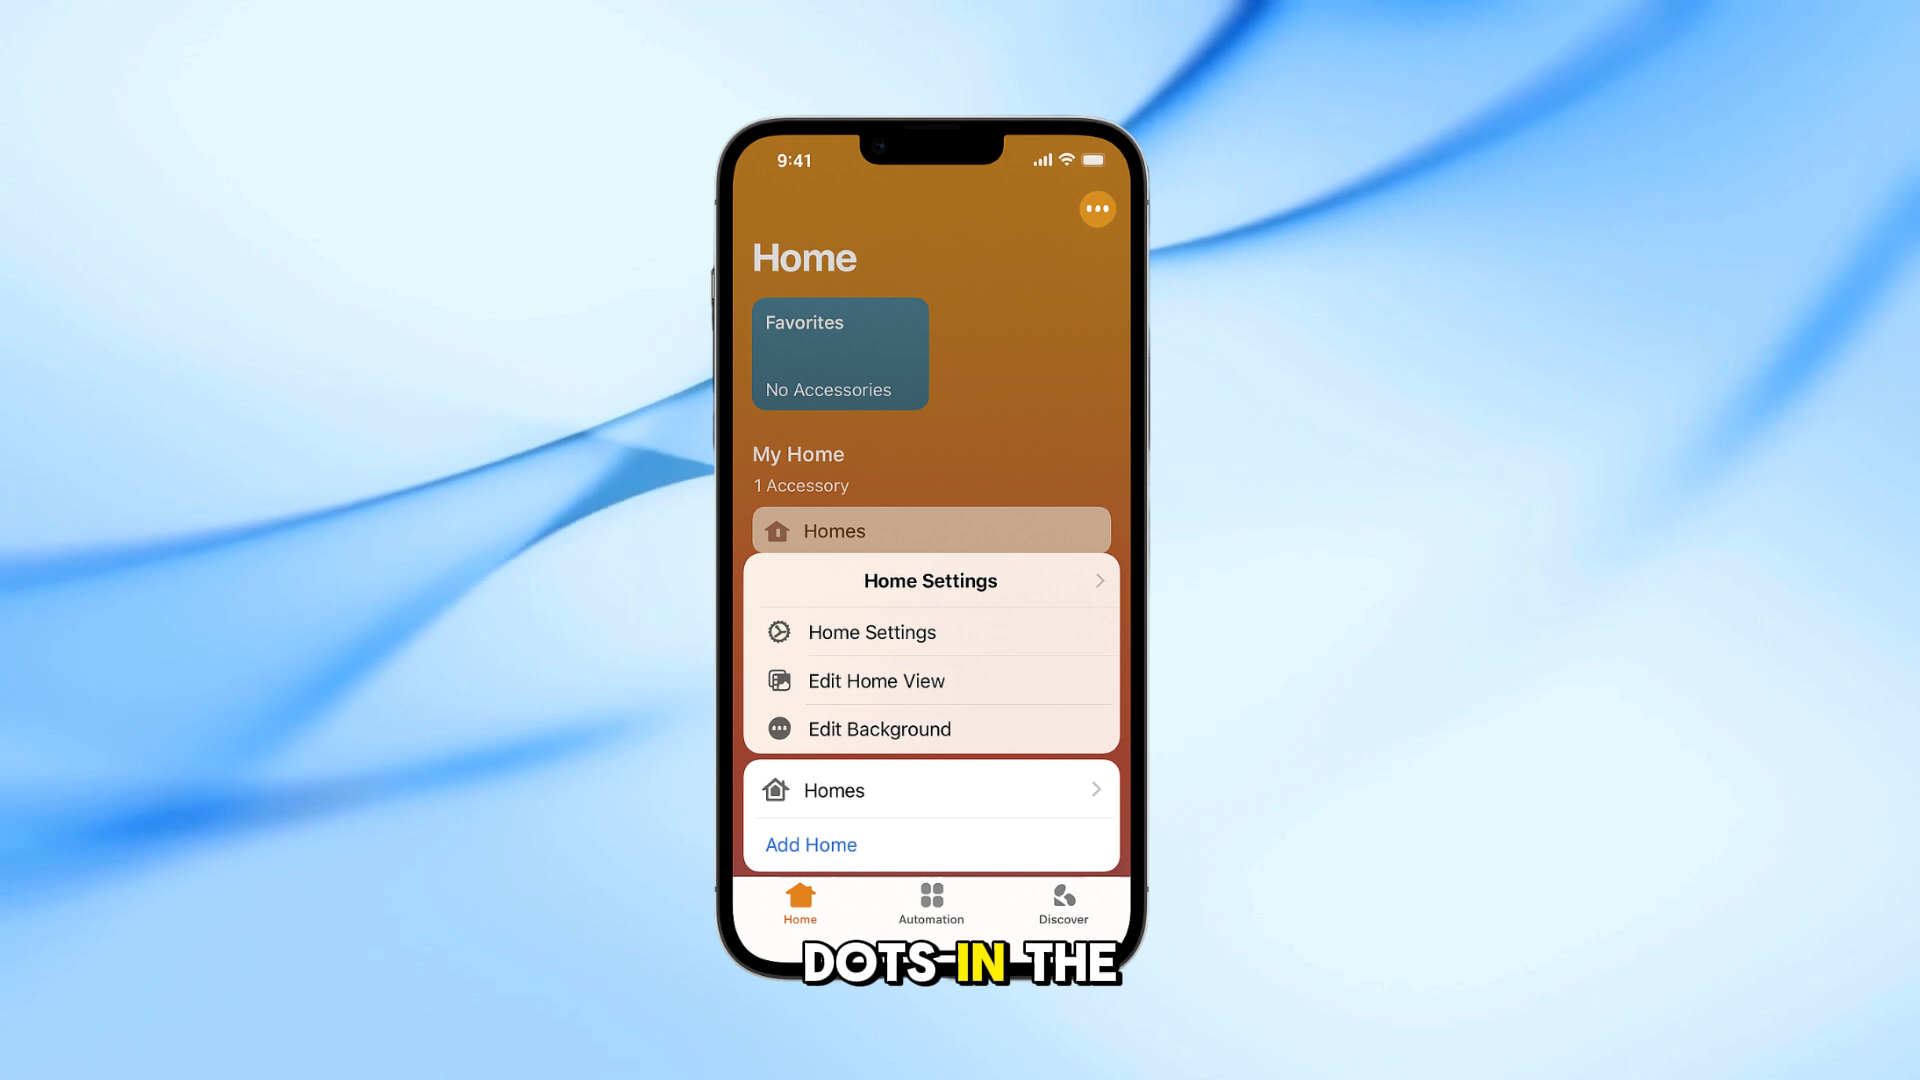 9:41
Home
Favorites
No Accessories
My Home
1 Accessory
Homes
Home Settings
Home Settings
Edit Home View
Edit Background
Homes
Add Home
Home
Automation
Discover
DOTS IN THE